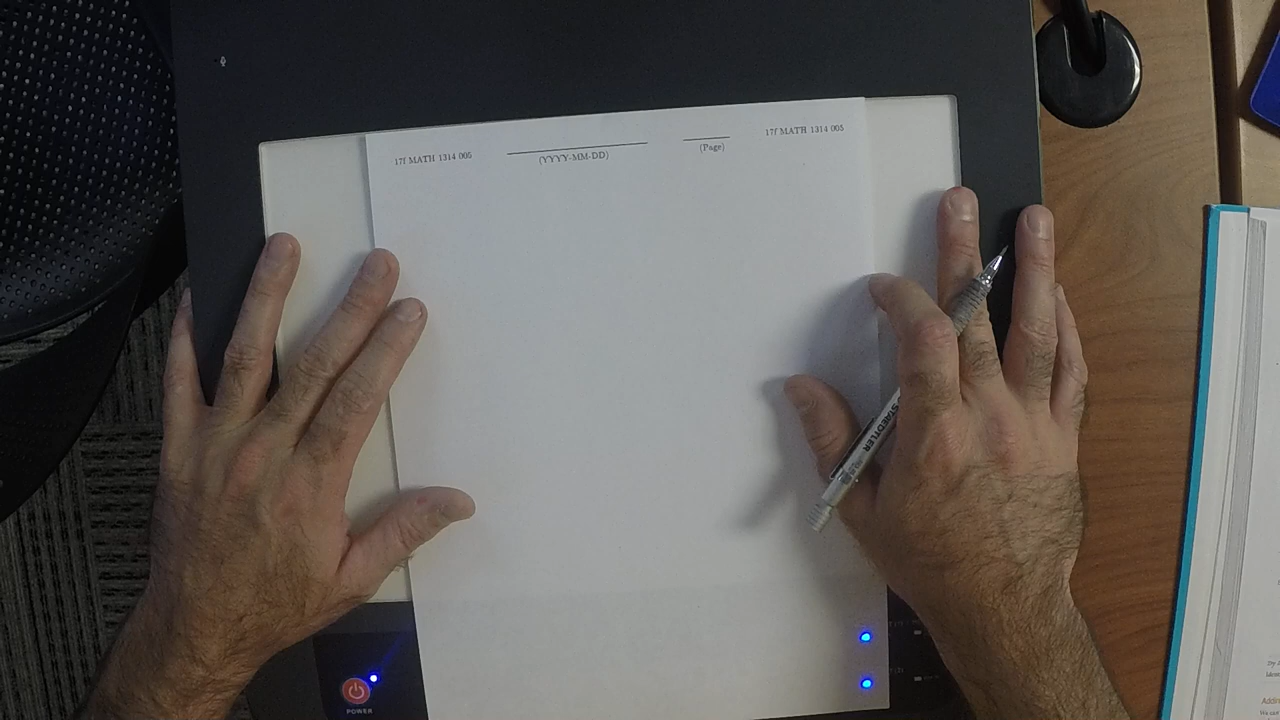 17f MATH 1314 005
(YYYY-MM-DD)
(Page)
17f MATH 1314 005
STAEDTLER
POWER